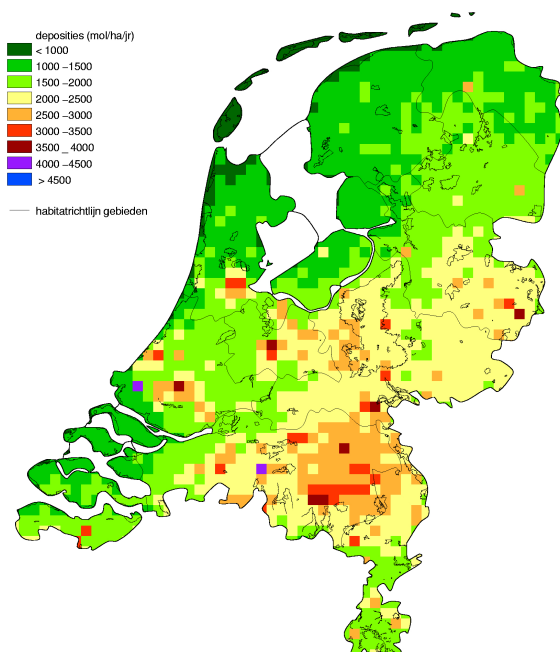 deposities (mol/ha/jr)
< 1000
1000 –1500
1500–2000
2000 –2500
2500–3000
3000–3500
3500 _ 4000
4000 –4500
> 4500
habitatrichtlijn gebieden